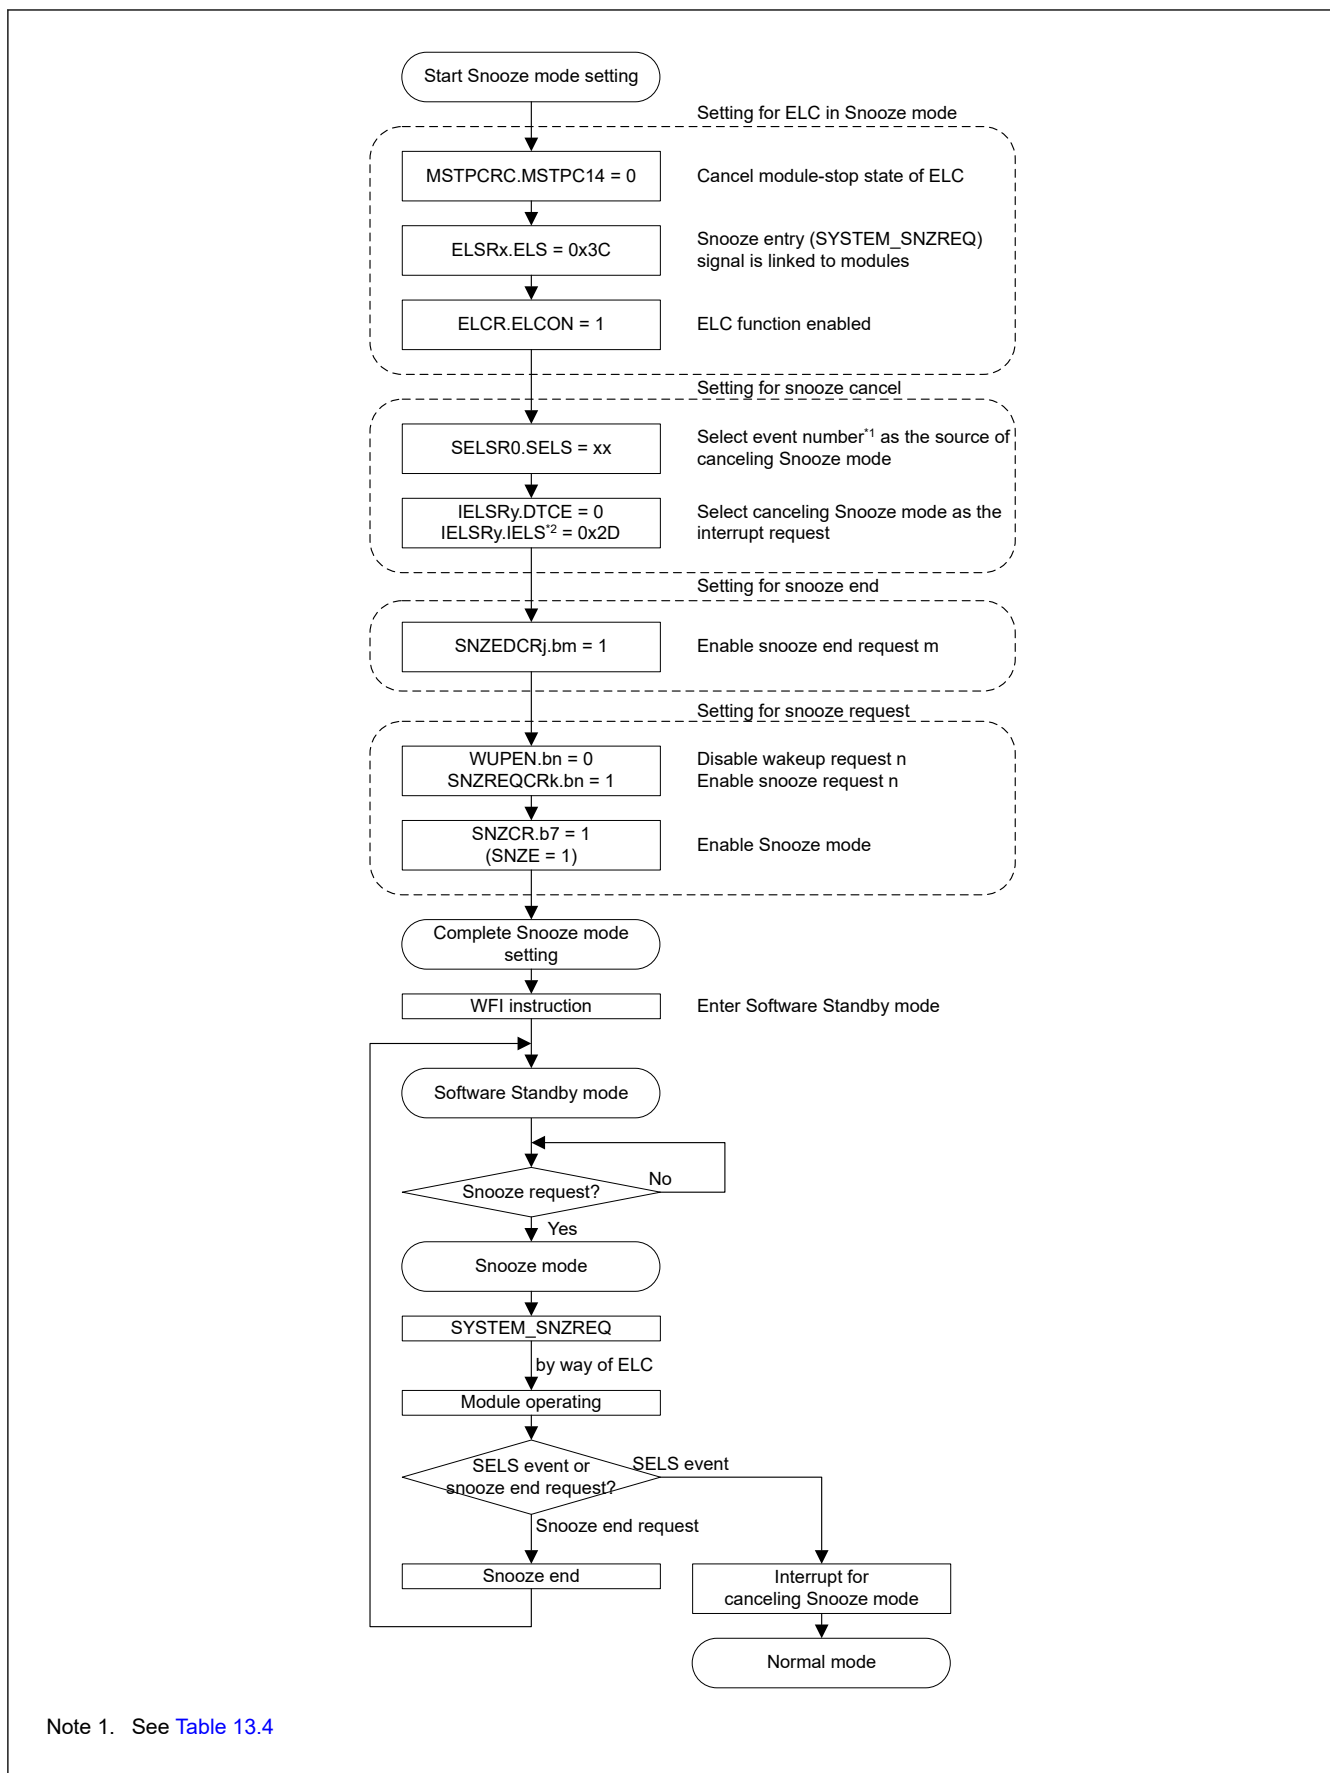 Start Snooze mode setting
Setting for ELC in Snooze mode
MSTPCRC.MSTPC14 = 0
Cancel module-stop state of ELC
ELSRx.ELS = 0x3C
Snooze entry (SYSTEM_SNZREQ)
signal is linked to modules
ELCR.ELCON = 1
ELC function enabled
Setting for snooze cancel
SELSR0.SELS = xx
Select event number*1 as the source of
canceling Snooze mode
IELSRy.DTCE = 0
IELSRy.IELS*2 = 0x2D
Select canceling Snooze mode as the
interrupt request
Setting for snooze end
SNZEDCRj.bm = 1
Enable snooze end request m
Setting for snooze request
WUPEN.bn = 0
SNZREQCRk.bn = 1
Disable wakeup request n
Enable snooze request n
SNZCR.b7 = 1
(SNZE = 1)
Enable Snooze mode
Complete Snooze mode
setting
WFI instruction
Enter Software Standby mode
Software Standby mode
No
Snooze request?
Yes
Snooze mode
SYSTEM_SNZREQ
by way of ELC
Module operating
SELS event or
snooze end request?
SELS event
Snooze end request
Snooze end
Interrupt for
canceling Snooze mode
Normal mode
Note 1. See Table 13.4